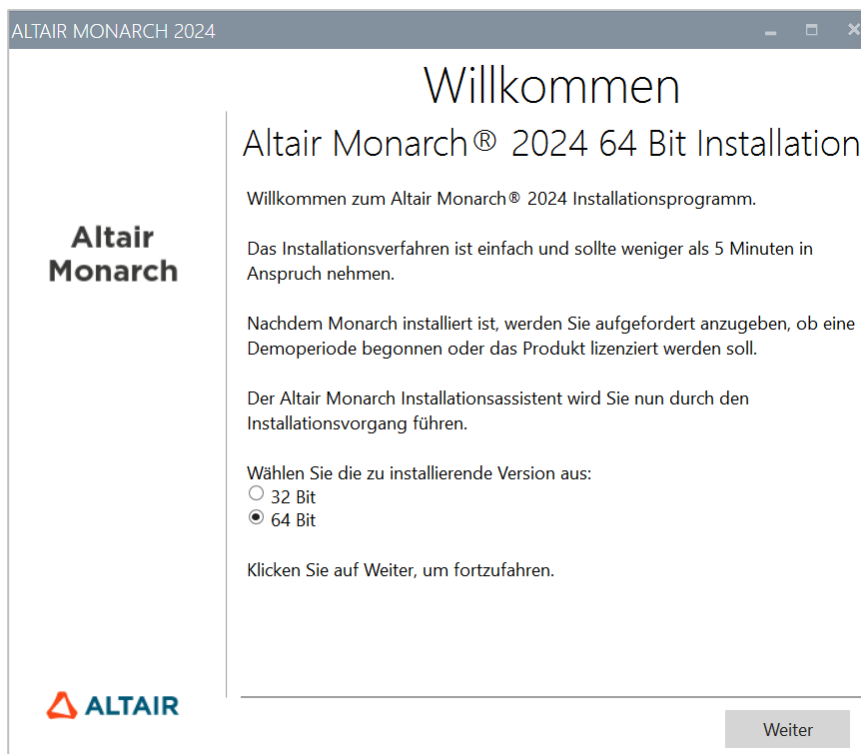 ALTAIR MONARCH 2024
Willkommen
Altair Monarch® 2024 64 Bit Installation
Willkommen zum Altair Monarch® 2024 Installationsprogramm.
Altair
Monarch
Das Installationsverfahren ist einfach und sollte weniger als 5 Minuten in
Anspruch nehmen.
Nachdem Monarch installiert ist, werden Sie aufgefordert anzugeben, ob eine
Demoperiode begonnen oder das Produkt lizenziert werden soll.
Der Altair Monarch Installationsassistent wird Sie nun durch den
Installationsvorgang führen.
Wählen Sie die zu installierende Version aus:
32 Bit
64 Bit
Klicken Sie auf Weiter, um fortzufahren.
ALTAIR
Weiter